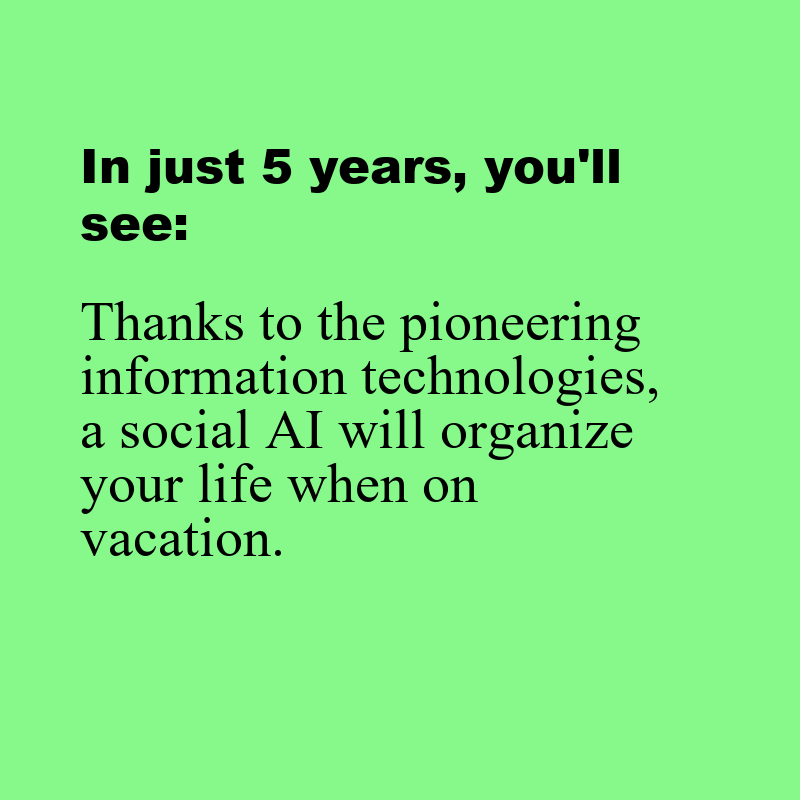 In just 5 years, you'll
see:
Thanks to the pioneering
information technologies,
a social AI will organize
your life when on
vacation.